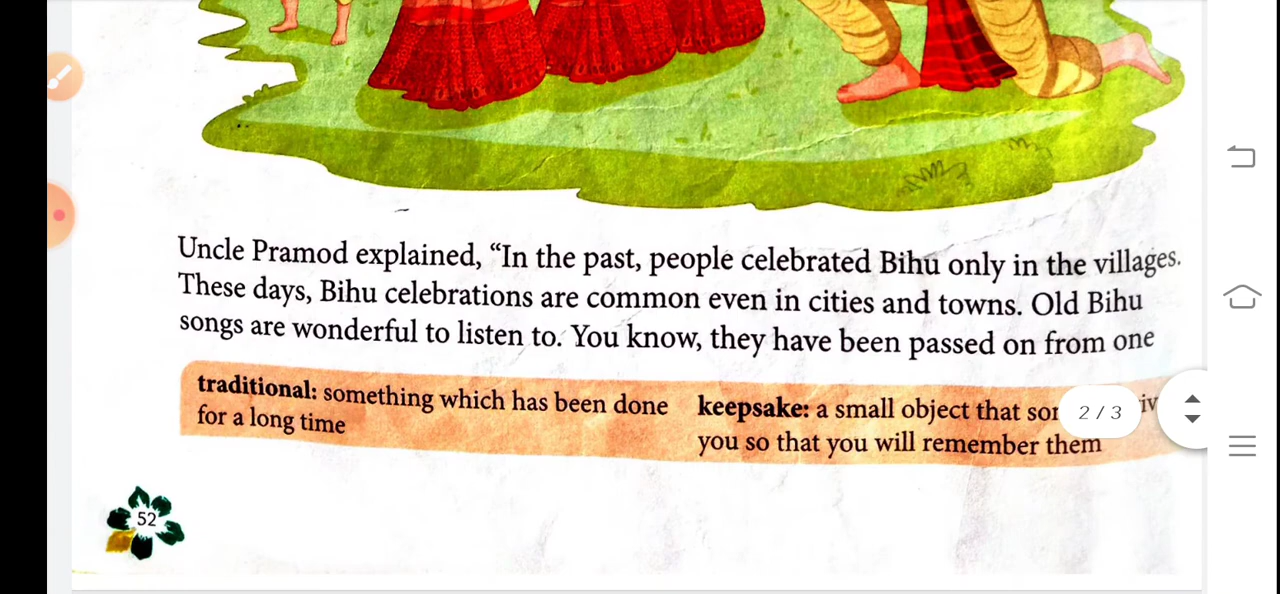 Uncle Pramod explained, “In the past, people celebrated Bihu only in the villages.
These days, Bihu celebrations are common even in cities and towns. Old Bihu
songs are wonderful to listen to. You know, they have been passed on from one
traditional: something which has been done
for a long time
keepsake: a small object that
you so that you will remember them
2 / 3
52